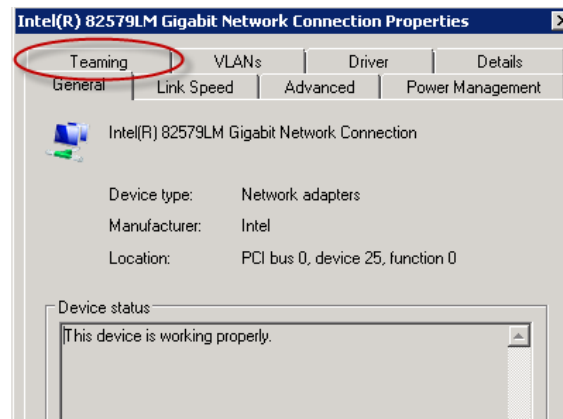 Intel(R) 82579LM Gigabit Network Connection Properties
Teaming VLANs Driver Details
General Link Speed Advanced Power Management
Intel(R) 82579LM Gigabit Network Connection
Device type: Network adapters
Manufacturer: Intel
Location: PCI bus 0, device 25, function 0
Device status
This device is working properly.